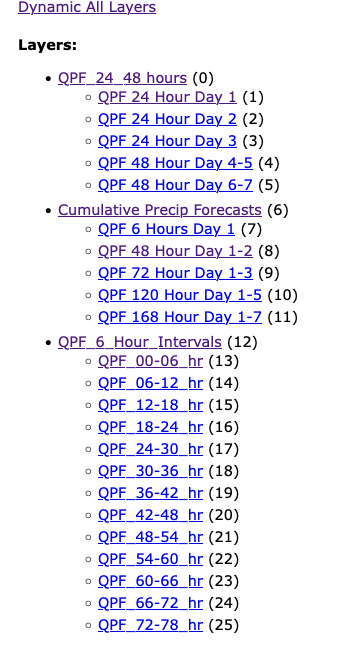 Dynamic All Layers
Layers:
QPF_24_48 hours (0)
QPF 24 Hour Day 1 (1)
QPF 24 Hour Day 2 (2)
QPF 24 Hour Day 3 (3)
QPF 48 Hour Day 4-5 (4)
QPF 48 Hour Day 6-7 (5)
Cumulative Precip Forecasts (6)
QPF 6 Hours Day 1 (7)
QPF 48 Hour Day 1-2 (8)
QPF 72 Hour Day 1-3 (9)
QPF 120 Hour Day 1-5 (10)
QPF 168 Hour Day 1-7 (11)
QPF_6_Hour_Intervals (12)
QPF_00-06_hr (13)
QPF_06-12_hr (14)
QPF_12-18_hr (15)
QPF_18-24_hr (16)
QPF_24-30_hr (17)
QPF_30-36_hr (18)
QPF_36-42_hr (19)
QPF_42-48_hr (20)
QPF_48-54_hr (21)
QPF_54-60_hr (22)
QPF_60-66_hr (23)
QPF_66-72_hr (24)
QPF_72-78_hr (25)